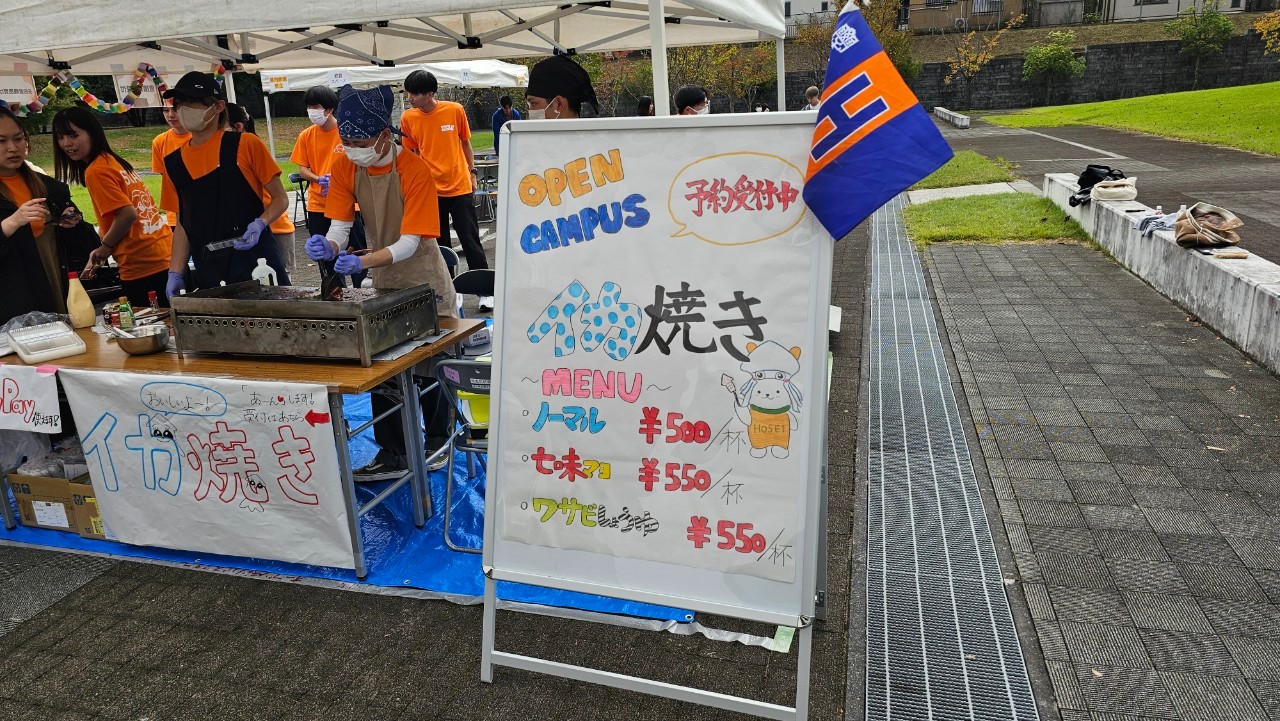 OPEN
CAMPUS
予約受付中
イカ焼き
～MENU～
ノーマル ¥500/杯
七味マヨ ¥550/杯
ワサビしょうゆ ¥550/杯
HOSEI
H
Pay
おいしいよ～!
イカ焼き